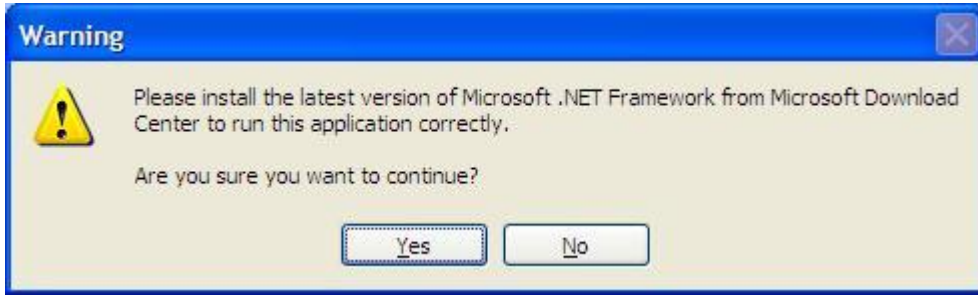 Warning
Please install the latest version of Microsoft .NET Framework from Microsoft Download
Center to run this application correctly.
Are you sure you want to continue?
Yes
No